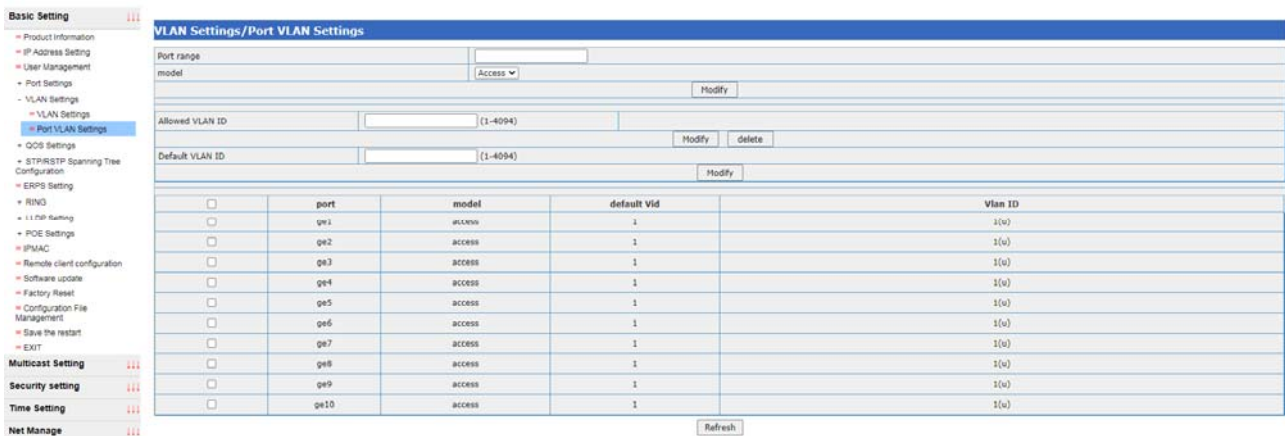 Basic Setting
Product Information
IP Address Setting
User Management
+ Port Settings
- VLAN Settings
VLAN Settings
Port VLAN Settings
+ QOS Settings
+ STP/RSTP Spanning Tree
Configuration
ERPS Setting
+ RING
+ LLDP Setting
+ POE Settings
IPMAC
Remote client configuration
Software update
Factory Reset
Configuration File
Management
Save the restart
EXIT
Multicast Setting
Security setting
Time Setting
Net Manage
VLAN Settings/Port VLAN Settings
Port range
model Access
Modify
Allowed VLAN ID (1-4094)
Modify delete
Default VLAN ID (1-4094)
Modify
port model default Vid Vlan ID
ge1 access 1 1(u)
ge2 access 1 1(u)
ge3 access 1 1(u)
ge4 access 1 1(u)
ge5 access 1 1(u)
ge6 access 1 1(u)
ge7 access 1 1(u)
ge8 access 1 1(u)
ge9 access 1 1(u)
ge10 access 1 1(u)
Refresh